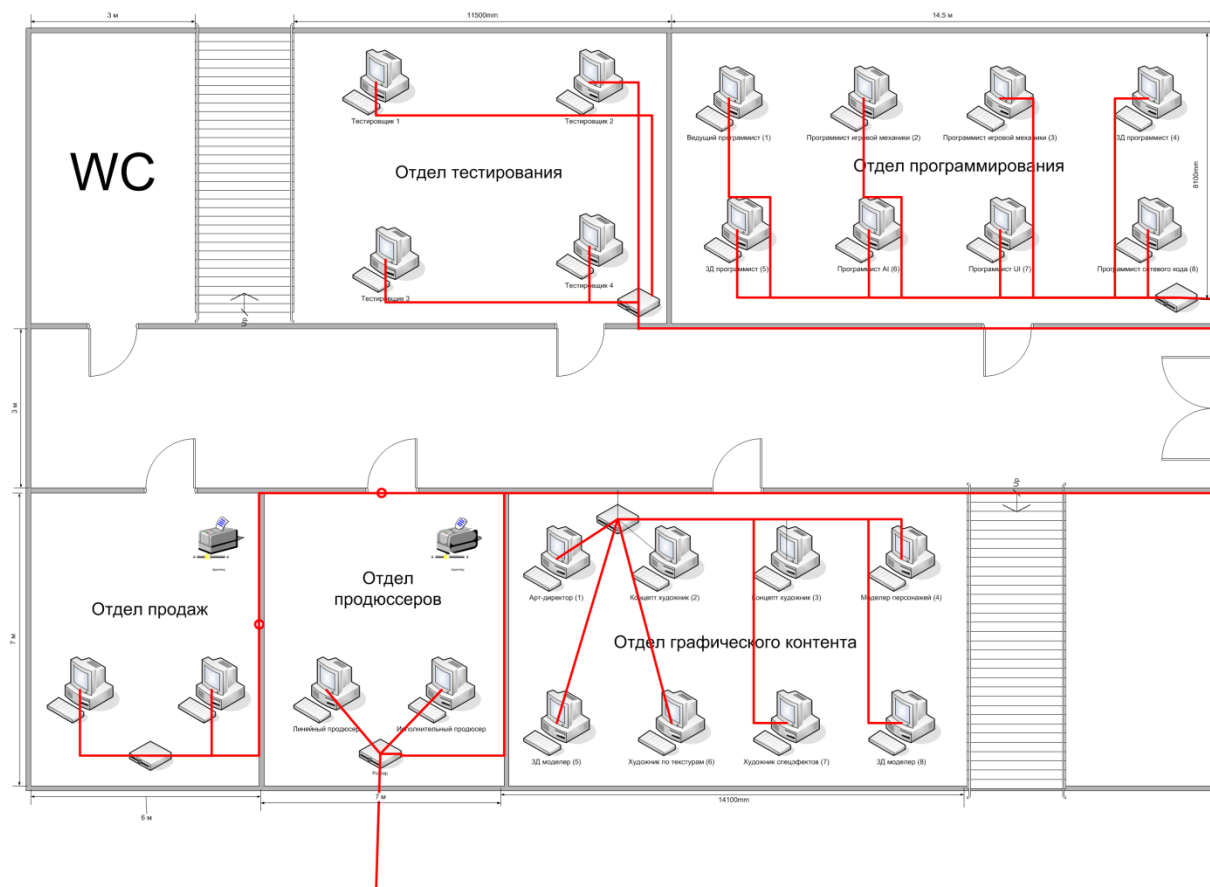 3 м
11500mm
14,5 м
WC
Тестировщик 1
Тестировщик 2
Отдел тестирования
Тестировщик 3
Тестировщик 4
Up
Ведущий программист (1)
Программист игровой механики (2)
Программист игровой механики (3)
3Д программист (4)
Отдел программирования
8100mm
3Д программист (5)
Программист AI (6)
Программист UI (7)
Программист сетевого кода (8)
3 м
Up
7 м
Отдел продаж
Отдел
продюссеров
Линейный продюсер
Исполнительный продюсер
Роутер
Арт-директор (1)
Концепт художник (2)
Концепт художник (3)
Моделер персонажей (4)
Отдел графического контента
3Д моделер (5)
Художник по текстурам (6)
Художник спецэфектов (7)
3Д моделер (8)
6 м
7 м
14100mm